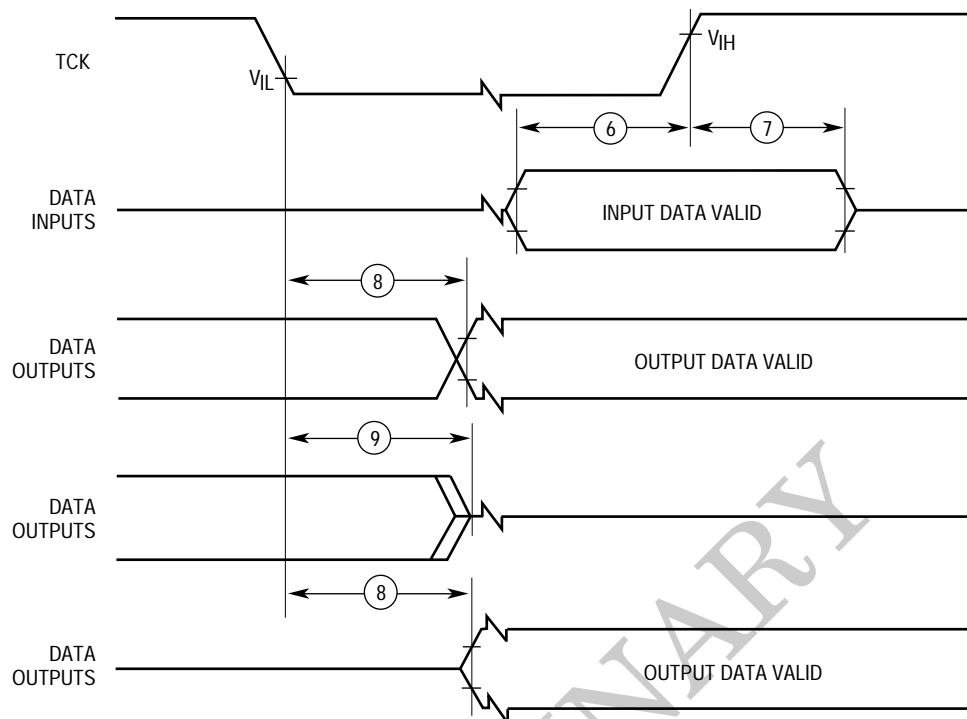 TCK
VIL
VIH
6
7
DATA
INPUTS
INPUT DATA VALID
8
DATA
OUTPUTS
OUTPUT DATA VALID
9
DATA
OUTPUTS
8
DATA
OUTPUTS
OUTPUT DATA VALID
NARY